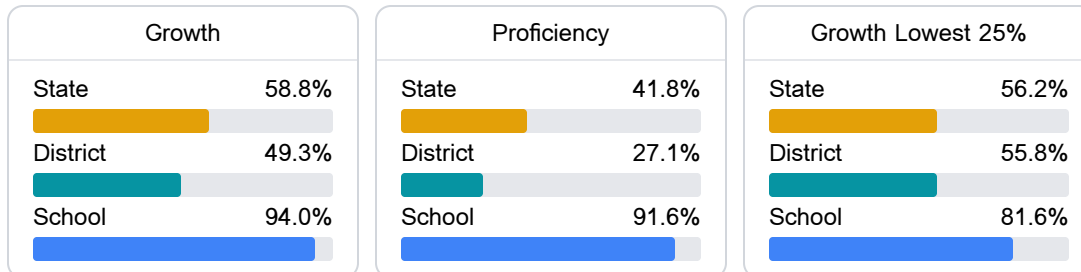 Growth
State 58.8%
District 49.3%
School 94.0%
Proficiency
State 41.8%
District 27.1%
School 91.6%
Growth Lowest 25%
State 56.2%
District 55.8%
School 81.6%